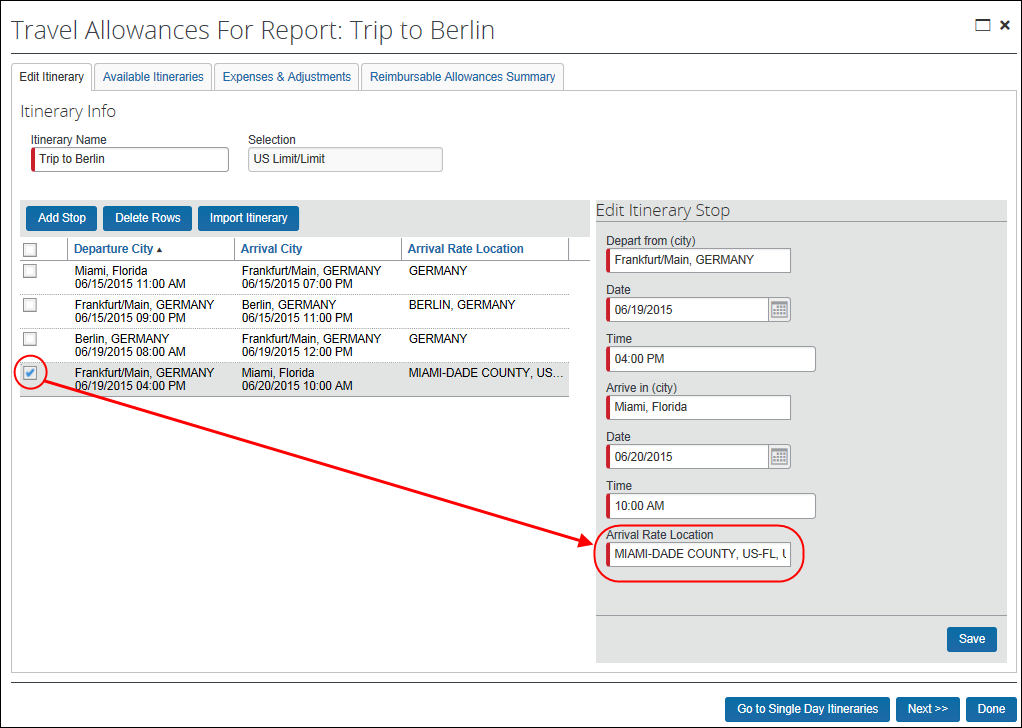 Travel Allowances For Report: Trip to Berlin
Edit Itinerary
Available Itineraries
Expenses & Adjustments
Reimbursable Allowances Summary
Itinerary Info
Itinerary Name
Selection
Trip to Berlin
US Limit/Limit
Add Stop
Delete Rows
Import Itinerary
Departure City
Arrival City
Arrival Rate Location
Miami, Florida
06/15/2015 11:00 AM
Frankfurt/Main, GERMANY
06/15/2015 07:00 PM
GERMANY
Frankfurt/Main, GERMANY
06/15/2015 09:00 PM
Berlin, GERMANY
06/15/2015 11:00 PM
BERLIN, GERMANY
Berlin, GERMANY
06/19/2015 08:00 AM
Frankfurt/Main, GERMANY
06/19/2015 12:00 PM
GERMANY
Frankfurt/Main, GERMANY
06/19/2015 04:00 PM
Miami, Florida
06/20/2015 10:00 AM
MIAMI-DADE COUNTY, US...
Edit Itinerary Stop
Depart from (city)
Frankfurt/Main, GERMANY
Date
06/19/2015
Time
04:00 PM
Arrive in (city)
Miami, Florida
Date
06/20/2015
Time
10:00 AM
Arrival Rate Location
MIAMI-DADE COUNTY, US-FL,
Save
Go to Single Day Itineraries
Next >>
Done